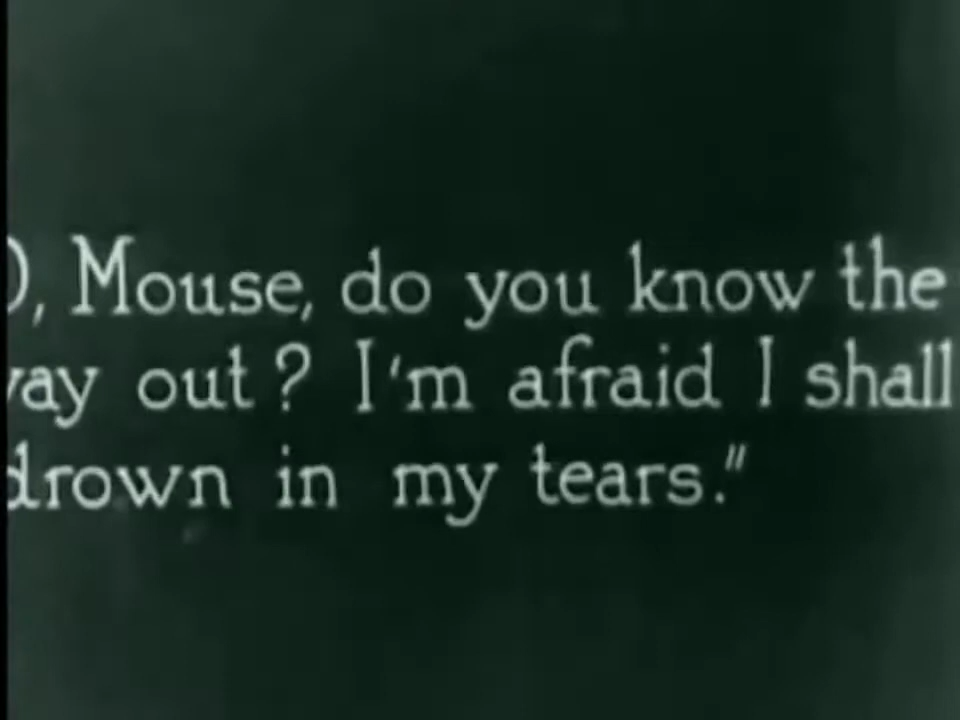 O, Mouse, do you know the
way out? I'm afraid I shall
drown in my tears."